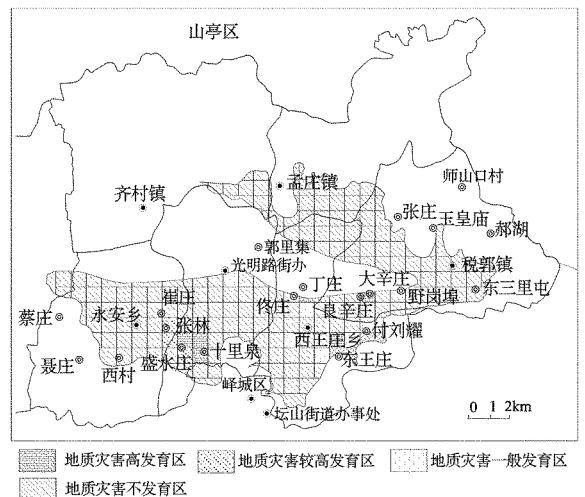 山亭区
孟庄镇
师山口村
齐村镇
张庄
玉皇庙
郝湖
郭里集
光明路街办
税郭镇
丁庄
大辛庄
东三里屯
佟庄
良辛庄
野岗埠
蔡庄
永安乡
崔庄
张林
西王庄乡
付刘耀
聂庄
西村
盛水庄
十里泉
东王庄
峄城区
坛山街道办事处
0 1 2km
地质灾害高发育区
地质灾害较高发育区
地质灾害一般发育区
地质灾害不发育区